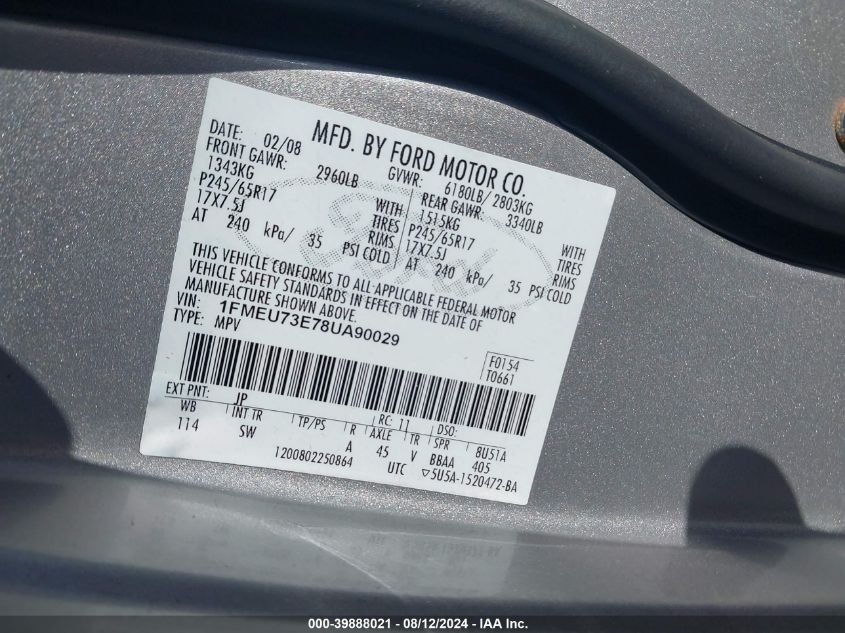 MFD. BY FORD MOTOR CO.
DATE: 02/08 GVWR: 6180LB/ 2803KG
FRONT GAWR: 2960LB REAR GAWR: 3340LB
1343KG WITH 1515KG WITH
P245/65R17 TIRES P245/65R17 TIRES
17X7.5J RIMS 17X7.5J RIMS
AT 240 kPa/ 35 PSI COLD AT 240 kPa/ 35 PSI COLD
THIS VEHICLE CONFORMS TO ALL APPLICABLE FEDERAL MOTOR
VEHICLE SAFETY STANDARDS IN EFFECT ON THE DATE OF
MANUFACTURE SHOWN ABOVE.
VIN: 1FMEU73E78UA90029
TYPE: MPV
F0154
T0661
EXT PNT: JP RC: 11 DSO:
WB INT TR TP/PS R AXLE TR SPR 8U51A
114 SW A 45 V BBAA 405
1200802250864 UTC ▽5U5A-1520472-BA
Ford
000-39888021 - 08/12/2024 - IAA Inc.